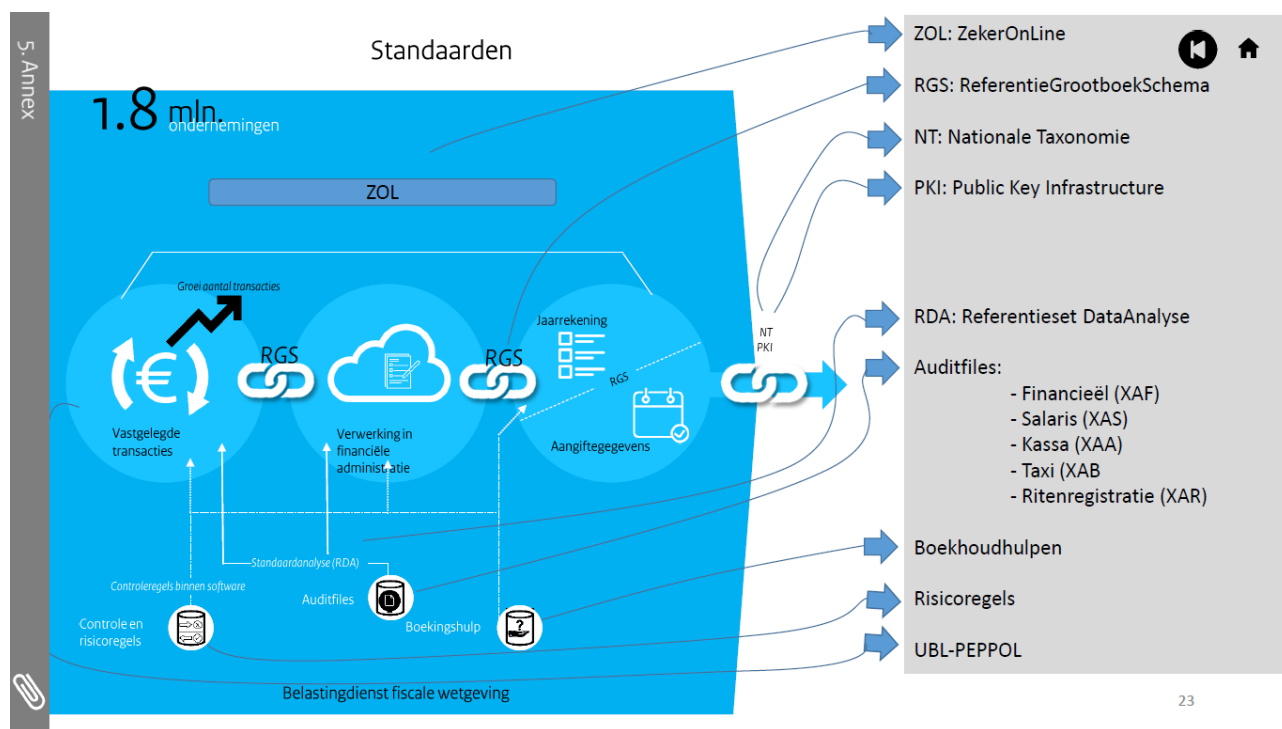 5. Annex
Standaarden
1.8 mln.
ondernemingen
ZOL
Groei aantal transacties
RGS
RGS
Jaarrekening
RGS
NT
PKI
Vastgelegde
transacties
Verwerking in
financiële
administratie
Aangiftegegevens
Standaardanalyse (RDA)
Controleregels binnen software
Auditfiles
Controle en
risicoregels
Boekingshulp
Belastingdienst fiscale wetgeving
ZOL: ZekerOnLine
RGS: ReferentieGrootboekSchema
NT: Nationale Taxonomie
PKI: Public Key Infrastructure
RDA: Referentieset DataAnalyse
Auditfiles:
- Financieël (XAF)
- Salaris (XAS)
- Kassa (XAA)
- Taxi (XAB
- Ritenregistratie (XAR)
Boekhoudhulpen
Risicoregels
UBL-PEPPOL
23